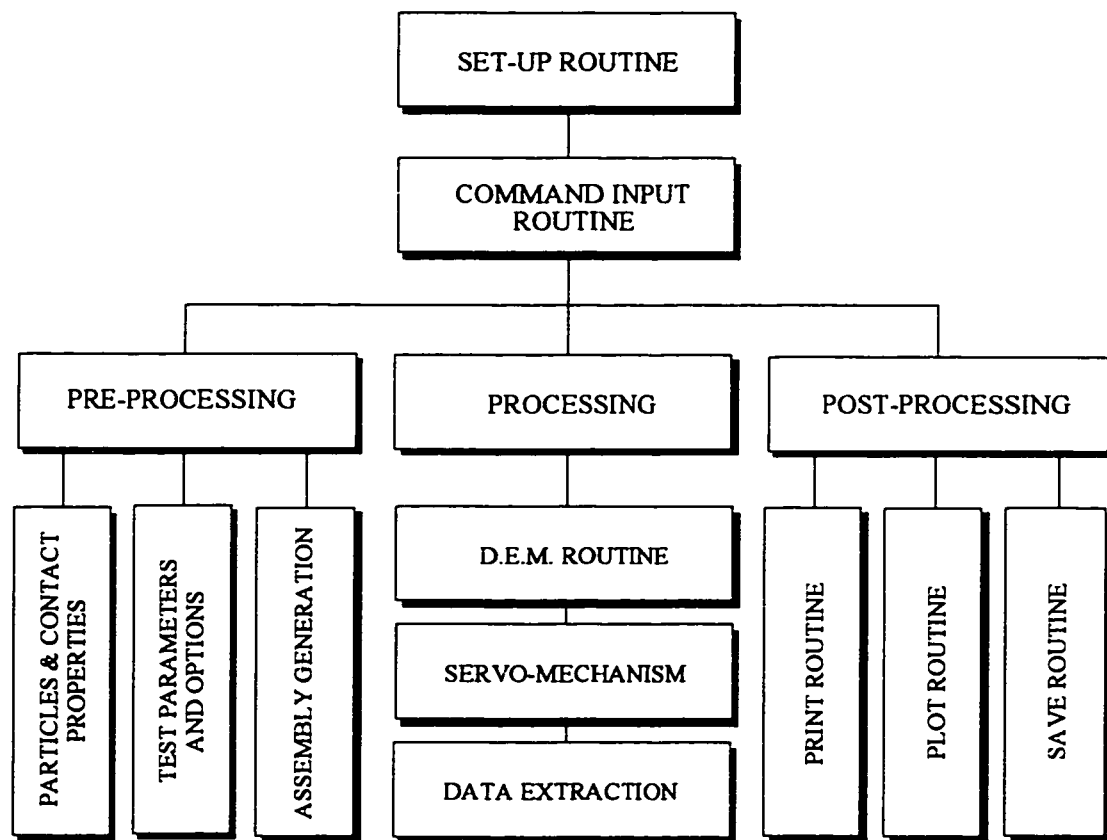 SET-UP ROUTINE
COMMAND INPUT
ROUTINE
PRE-PROCESSING
PROCESSING
POST-PROCESSING
PARTICLES & CONTACT
PROPERTIES
TEST PARAMETERS
AND OPTIONS
ASSEMBLY GENERATION
D.E.M. ROUTINE
SERVO-MECHANISM
DATA EXTRACTION
PRINT ROUTINE
PLOT ROUTINE
SAVE ROUTINE